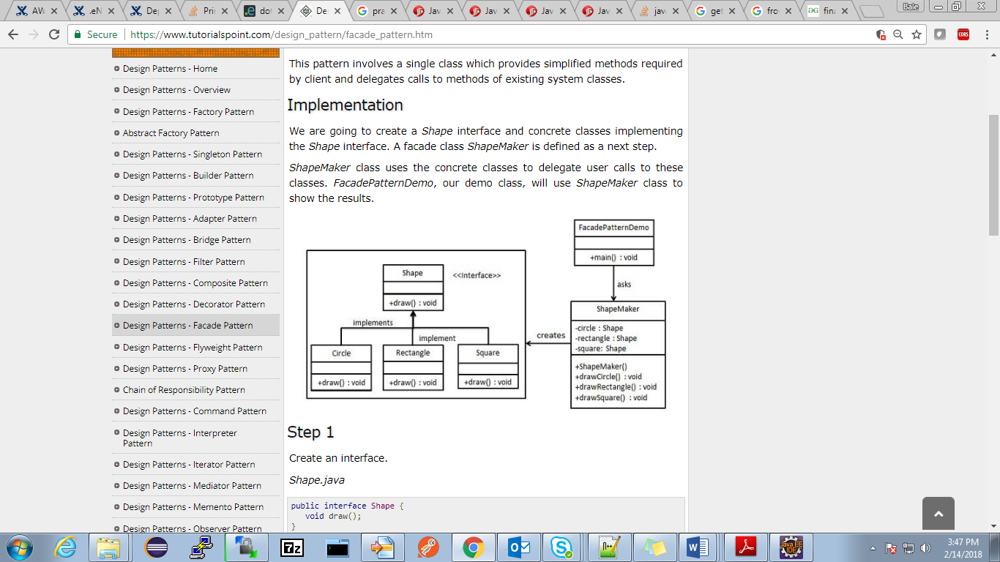 AW
.eN
Dep
Prin
dot
De
pra
Jav
Jav
Jav
Jav
java
get
fro
fina
Bale
Secure
https://www.tutorialspoint.com/design_pattern/facade_pattern.htm
CORS
Design Patterns - Home
Design Patterns - Overview
Design Patterns - Factory Pattern
Abstract Factory Pattern
Design Patterns - Singleton Pattern
Design Patterns - Builder Pattern
Design Patterns - Prototype Pattern
Design Patterns - Adapter Pattern
Design Patterns - Bridge Pattern
Design Patterns - Filter Pattern
Design Patterns - Composite Pattern
Design Patterns - Decorator Pattern
Design Patterns - Facade Pattern
Design Patterns - Flyweight Pattern
Design Patterns - Proxy Pattern
Chain of Responsibility Pattern
Design Patterns - Command Pattern
Design Patterns - Interpreter
Pattern
Design Patterns - Iterator Pattern
Design Patterns - Mediator Pattern
Design Patterns - Memento Pattern
Design Patterns - Observer Pattern
This pattern involves a single class which provides simplified methods required
by client and delegates calls to methods of existing system classes.
Implementation
We are going to create a Shape interface and concrete classes implementing
the Shape interface. A facade class ShapeMaker is defined as a next step.
ShapeMaker class uses the concrete classes to delegate user calls to these
classes. FacadePatternDemo, our demo class, will use ShapeMaker class to
show the results.
FacadePatternDemo
+main() : void
asks
Shape
<<Interface>>
+draw() : void
implements
implement
Circle
+draw() : void
Rectangle
+draw() : void
Square
+draw() : void
creates
ShapeMaker
-circle : Shape
-rectangle : Shape
-square: Shape
+ShapeMaker()
+drawCircle() : void
+drawRectangle() : void
+drawSquare() : void
Step 1
Create an interface.
Shape.java
public interface Shape {
void draw();
}
7z
Java EE
IDE
3:47 PM
2/14/2018